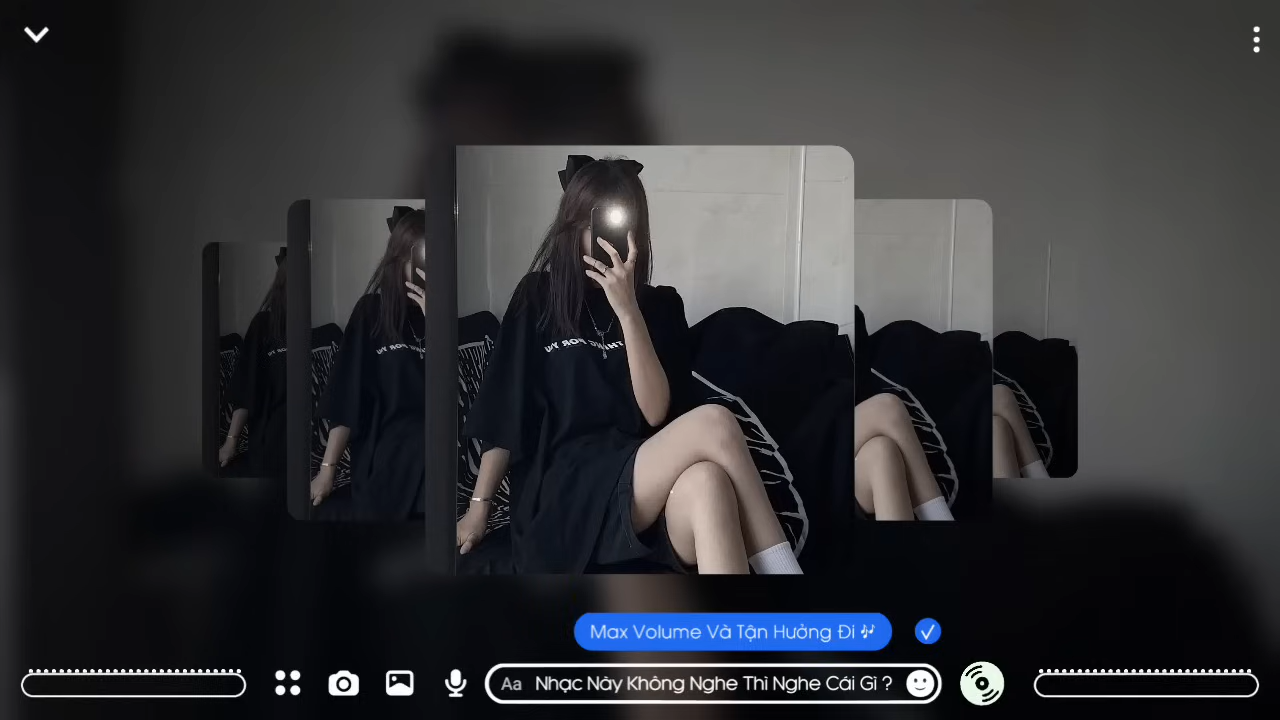 Max Volume Và Tận Hưởng Đi
Aa Nhạc Này Không Nghe Thì Nghe Cái Gì ?